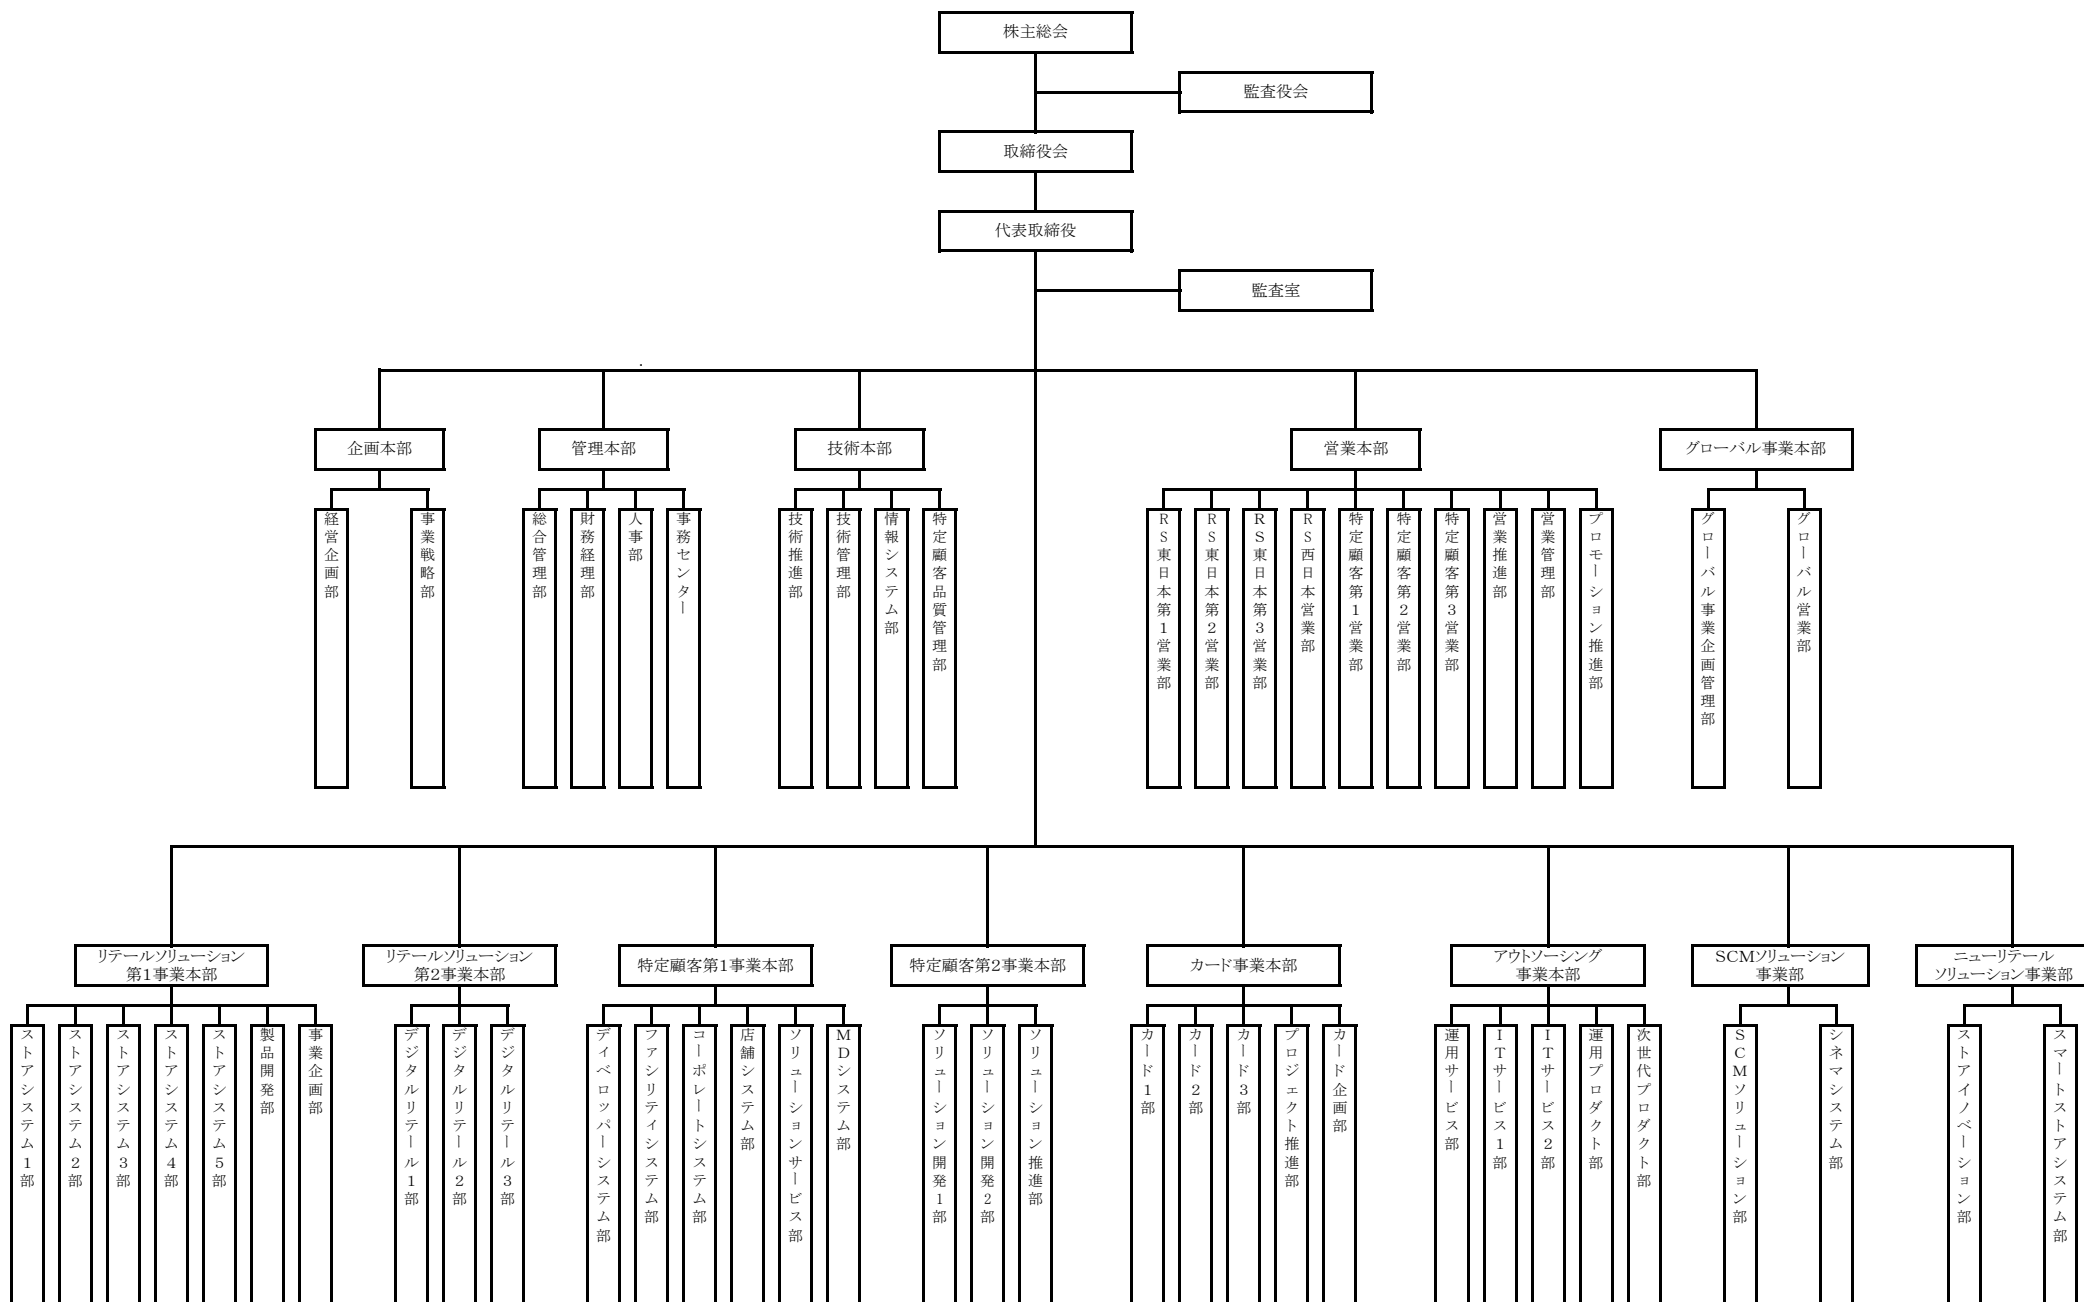 株主総会
監査役会
取締役会
代表取締役
監査室
企画本部
管理本部
技術本部
営業本部
グローバル事業本部
経営企画部
事業戦略部
総合管理部
財務経理部
人事部
事務センター
技術推進部
技術管理部
情報システム部
特定顧客品質管理部
RS東日本第1営業部
RS東日本第2営業部
RS東日本第3営業部
RS西日本営業部
特定顧客第1営業部
特定顧客第2営業部
特定顧客第3営業部
営業推進部
営業管理部
プロモーション推進部
グローバル事業企画管理部
グローバル営業部
リテールソリューション
第1事業本部
リテールソリューション
第2事業本部
特定顧客第1事業本部
特定顧客第2事業本部
カード事業本部
アウトソーシング
事業本部
SCMソリューション
事業部
ニューリテール
ソリューション事業部
ストアシステム1部
ストアシステム2部
ストアシステム3部
ストアシステム4部
ストアシステム5部
製品開発部
事業企画部
デジタルリテール1部
デジタルリテール2部
デジタルリテール3部
ディベロッパーシステム部
ファシリティシステム部
コーポレートシステム部
店舗システム部
ソリューションサービス部
MDシステム部
ソリューション開発1部
ソリューション開発2部
ソリューション推進部
カード1部
カード2部
カード3部
プロジェクト推進部
カード企画部
運用サービス部
ITサービス1部
ITサービス2部
運用プロダクト部
次世代プロダクト部
SCMソリューション部
シネマシステム部
ストアイノベーション部
スマートストアシステム部